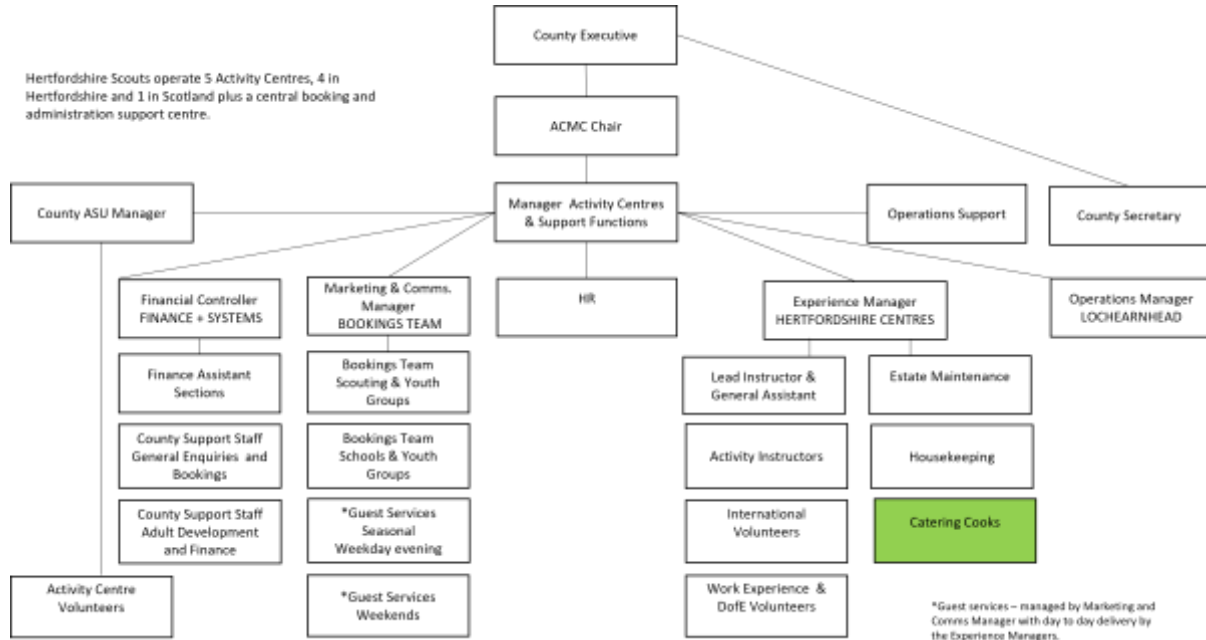 County Executive
Hertfordshire Scouts operate 5 Activity Centres, 4 in
Hertfordshire and 1 in Scotland plus a central booking and
administration support centre.
ACMC Chair
County ASU Manager
Manager Activity Centres
& Support Functions
Operations Support
County Secretary
Financial Controller
FINANCE + SYSTEMS
Marketing & Comms.
Manager
BOOKINGS TEAM
HR
Experience Manager
HERTFORDSHIRE CENTRES
Operations Manager
LOCHEARNHEAD
Finance Assistant
Sections
Bookings Team
Scouting & Youth
Groups
Lead Instructor &
General Assistant
Estate Maintenance
County Support Staff
General Enquiries and
Bookings
Bookings Team
Schools & Youth
Groups
Activity Instructors
Housekeeping
County Support Staff
Adult Development
and Finance
*Guest Services
Seasonal
Weekday evening
International
Volunteers
Catering Cooks
Activity Centre
Volunteers
*Guest Services
Weekends
Work Experience &
DofE Volunteers
*Guest services – managed by Marketing and
Comms Manager with day to day delivery by
the Experience Managers.